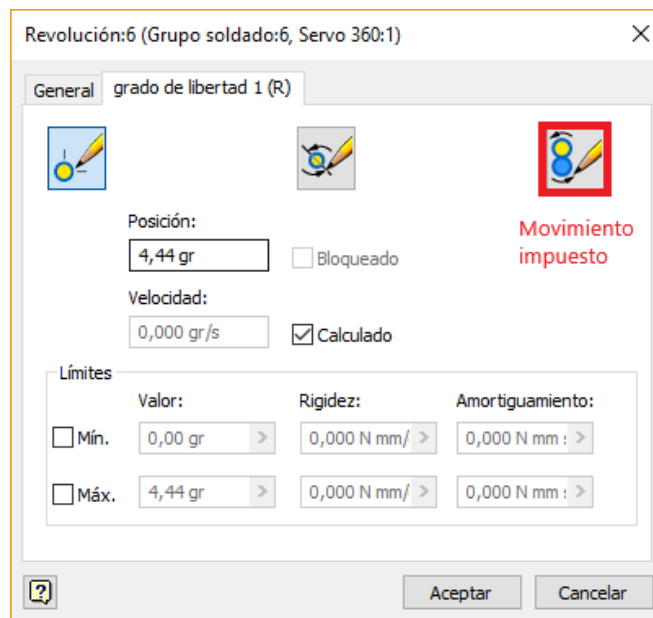 Revolución:6 (Grupo soldado:6, Servo 360:1)
General grado de libertad 1 (R)
Movimiento
impuesto
Posición:
4,44 gr Bloqueado
Velocidad:
0,000 gr/s Calculado
Límites
Valor: Rigidez: Amortiguamiento:
Mín. 0,00 gr > 0,000 N mm/ > 0,000 N mm s >
Máx. 4,44 gr > 0,000 N mm/ > 0,000 N mm s >
? Aceptar Cancelar